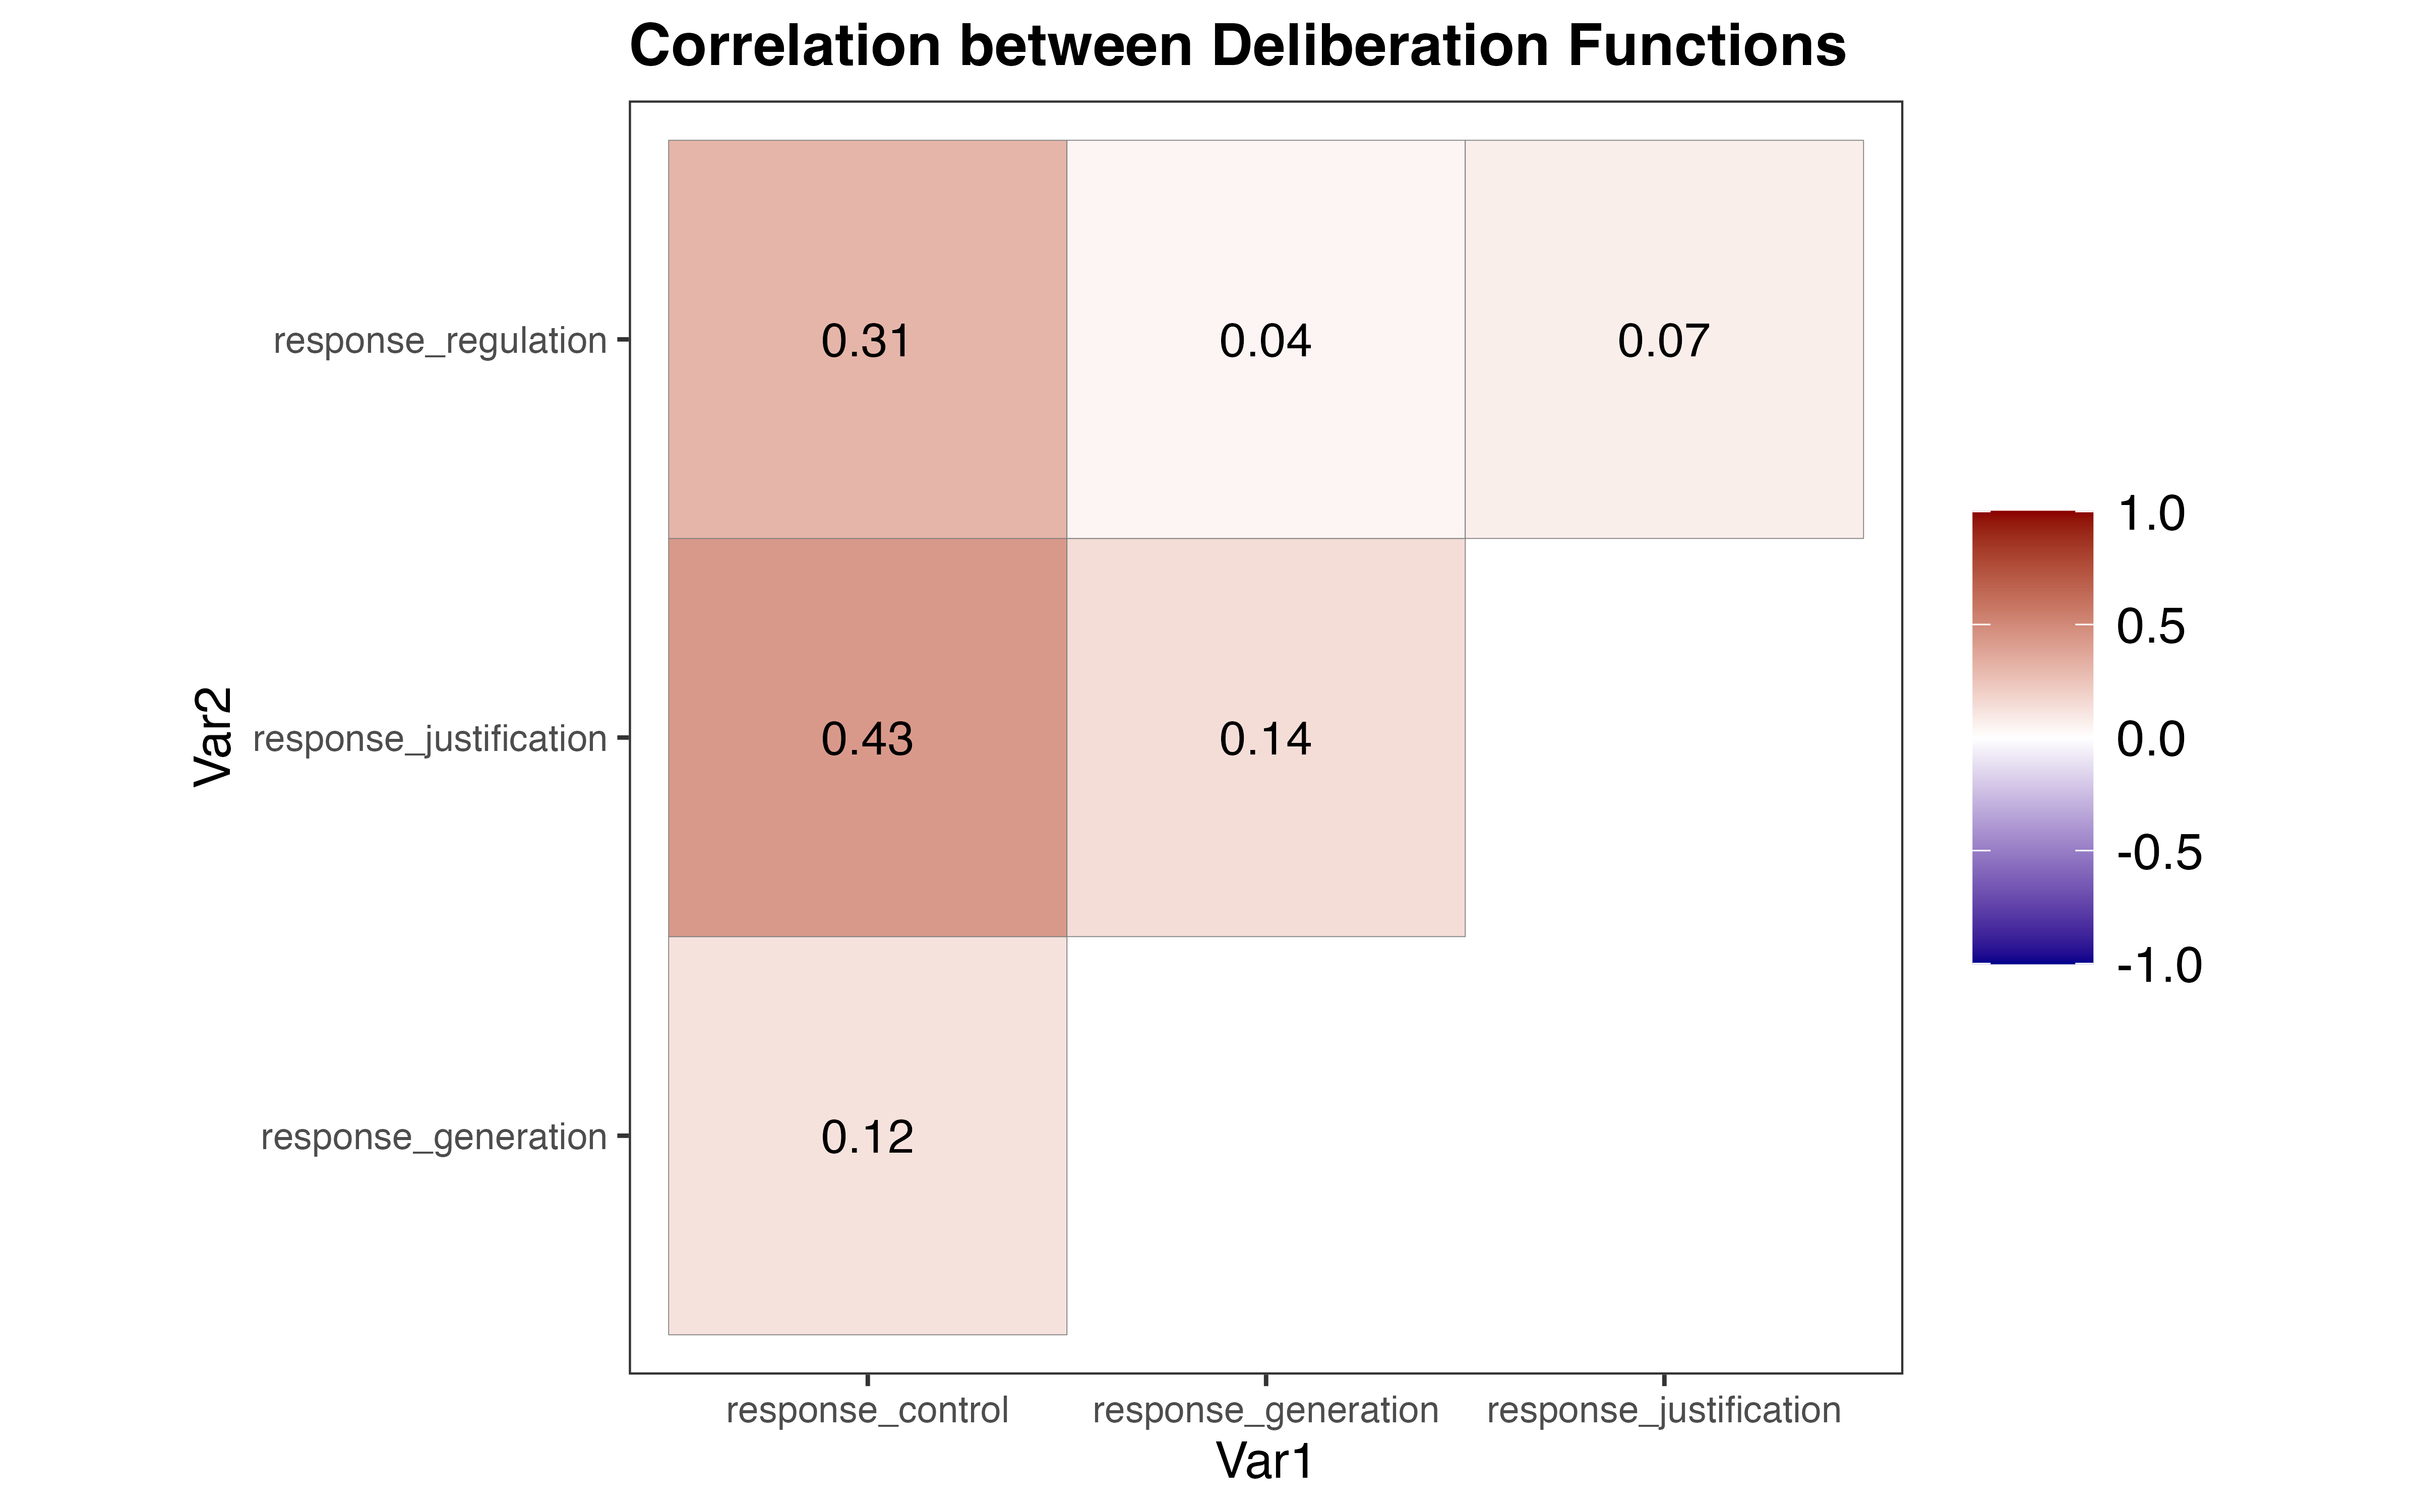 Correlation between Deliberation Functions
response_regulation
0.31
0.04
0.07
response_justification
0.43
0.14
response_generation
0.12
Var2
response_control
response_generation
response_justification
Var1
1.0
0.5
0.0
-0.5
-1.0